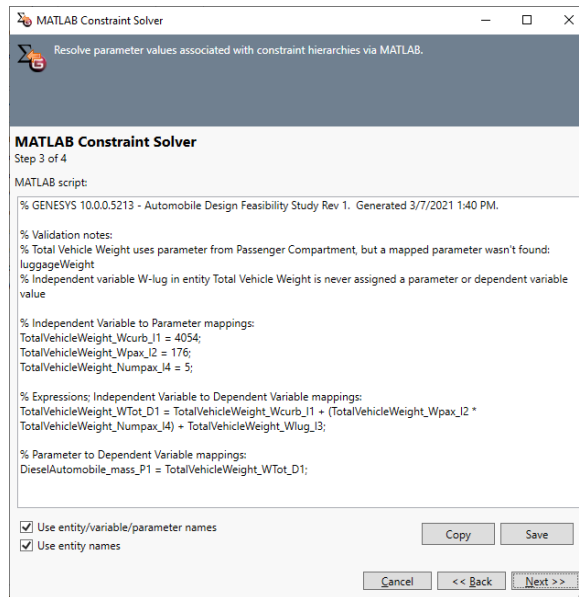 MATLAB Constraint Solver
Resolve parameter values associated with constraint hierarchies via MATLAB.
MATLAB Constraint Solver
Step 3 of 4
MATLAB script:
% GENESYS 10.0.0.5213 - Automobile Design Feasibility Study Rev 1.  Generated 3/7/2021 1:40 PM.
% Validation notes:
% Total Vehicle Weight uses parameter from Passenger Compartment, but a mapped parameter wasn't found:
luggageWeight
% Independent variable W-lug in entity Total Vehicle Weight is never assigned a parameter or dependent variable
value
% Independent Variable to Parameter mappings:
TotalVehicleWeight_Wcurb_I1 = 4054;
TotalVehicleWeight_Wpax_I2 = 176;
TotalVehicleWeight_Numpax_I4 = 5;
% Expressions; Independent Variable to Dependent Variable mappings:
TotalVehicleWeight_WTot_D1 = TotalVehicleWeight_Wcurb_I1 + (TotalVehicleWeight_Wpax_I2 *
TotalVehicleWeight_Numpax_I4) + TotalVehicleWeight_Wlug_I3;
% Parameter to Dependent Variable mappings:
DieselAutomobile_mass_P1 = TotalVehicleWeight_WTot_D1;
Use entity/variable/parameter names
Use entity names
Copy Save
Cancel << Back Next >>